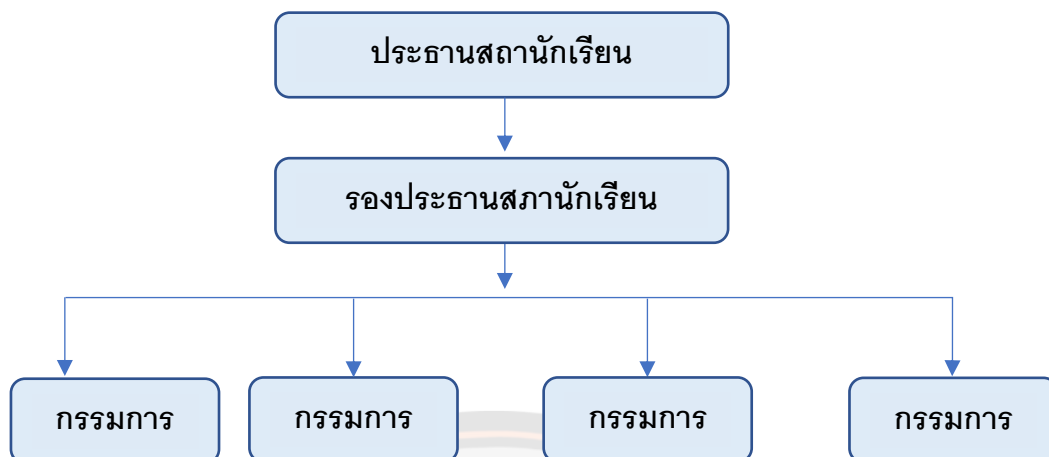 ประธานสถานักเรียน
รองประธานสภานักเรียน
กรรมการ
กรรมการ
กรรมการ
กรรมการ